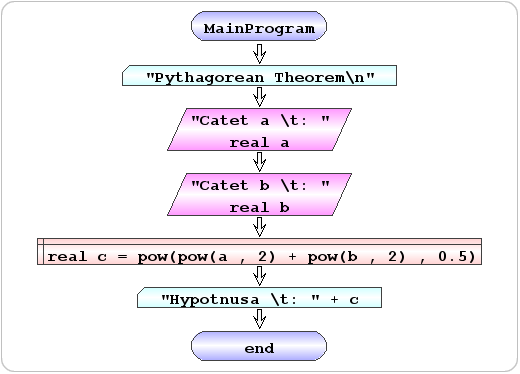 MainProgram
"Pythagorean Theorem\n"
"Catet a \t: "
real a
"Catet b \t: "
real b
real c = pow(pow(a , 2) + pow(b , 2) , 0.5)
"Hypotnusa \t: " + c
end